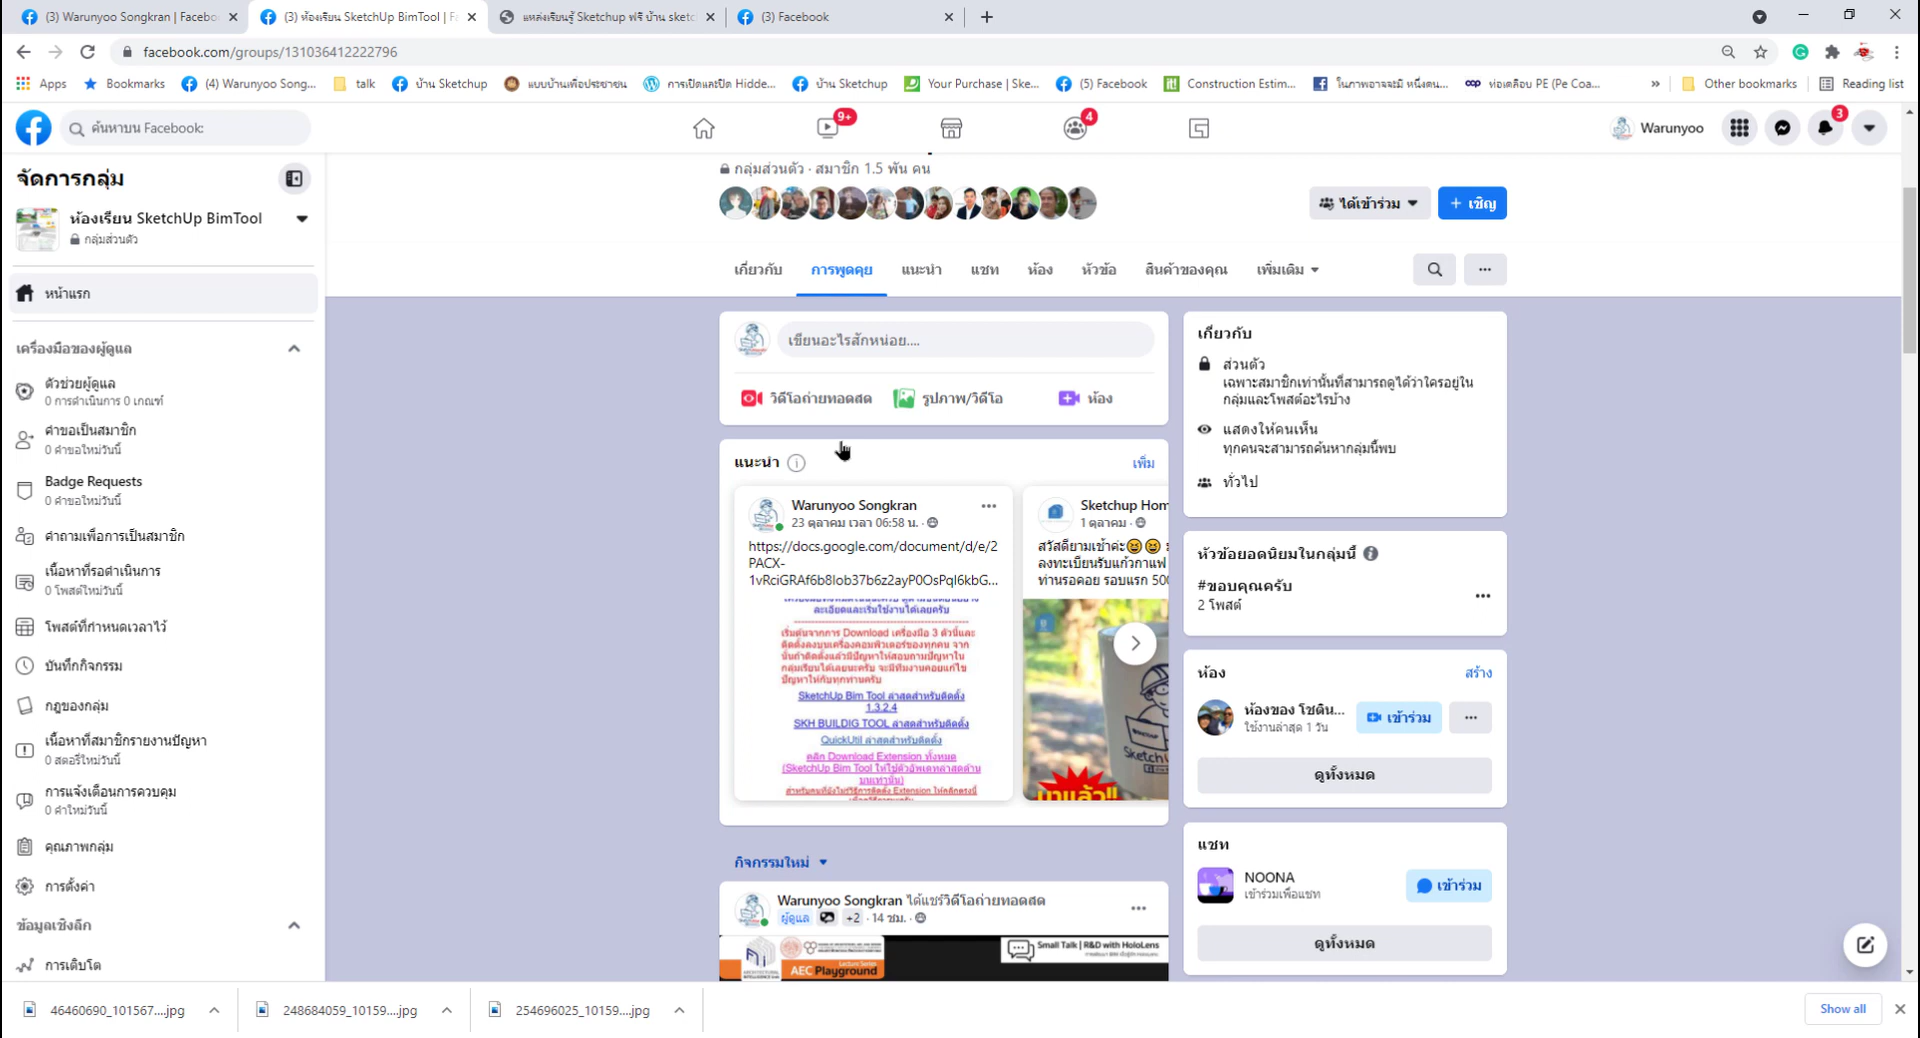 (3) Warunyoo Songkran | Facebo
(3) ห้องเรียน SketchUp BimTool | Fa
แหล่งเรียนรู้ Sketchup ฟรี บ้าน sketc
(3) Facebook
facebook.com/groups/131036412222796
Apps
Bookmarks
(4) Warunyoo Song...
talk
บ้าน Sketchup
แบบบ้านเพื่อประชาชน
การเปิดและปิด Hidde...
บ้าน Sketchup
Your Purchase | Ske...
(5) Facebook
Construction Estim...
ในภาพอาจจะมี หนึ่งคน...
ท่อเคลือบ PE (Pe Coa...
Other bookmarks
Reading list
ค้นหาบน Facebook
9+
4
Warunyoo
3
จัดการกลุ่ม
ห้องเรียน SketchUp BimTool
กลุ่มส่วนตัว
หน้าแรก
เครื่องมือของผู้ดูแล
ตัวช่วยผู้ดูแล
0 การดำเนินการ 0 เกณฑ์
คำขอเป็นสมาชิก
0 คำขอใหม่วันนี้
Badge Requests
0 คำขอใหม่วันนี้
คำถามเพื่อการเป็นสมาชิก
เนื้อหาที่รอดำเนินการ
0 โพสต์ใหม่วันนี้
โพสต์ที่กำหนดเวลาไว้
บันทึกกิจกรรม
กฎของกลุ่ม
เนื้อหาที่สมาชิกรายงานปัญหา
0 สตอรี่ใหม่วันนี้
การแจ้งเตือนการควบคุม
0 คำใหม่วันนี้
คุณภาพกลุ่ม
การตั้งค่า
ข้อมูลเชิงลึก
การเติบโต
กลุ่มส่วนตัว · สมาชิก 1.5 พัน คน
ได้เข้าร่วม
+ เชิญ
เกี่ยวกับ
การพูดคุย
แนะนำ
แชท
ห้อง
หัวข้อ
สินค้าของคุณ
เพิ่มเติม
เขียนอะไรสักหน่อย....
วิดีโอถ่ายทอดสด
รูปภาพ/วิดีโอ
ห้อง
แนะนำ
เพิ่ม
Warunyoo Songkran
23 ตุลาคม เวลา 06:58 น. ·
https://docs.google.com/document/d/e/2
PACX-
1vRciGRAf6b8Iob37b6z2ayP0OsPql6kbG...
ละเอียดและเริ่มใช้งานได้เลยครับ
เริ่มต้นจากการ Download เครื่องมือ 3 ตัวนี้และ
ติดตั้งลงบนเครื่องคอมพิวเตอร์ของทุกคน จาก
นั้นถ้าติดตั้งแล้วมีปัญหาให้สอบถามปัญหาใน
กลุ่มเรียนได้เลยนะครับ จะมีทีมงานคอยแก้ไข
ปัญหาให้กับทุกท่านครับ
SketchUp Bim Tool ล่าสุดสำหรับติดตั้ง
1.3.2.4
SKH BUILDIG TOOL ล่าสุดสำหรับติดตั้ง
QuickUtil ล่าสุดสำหรับติดตั้ง
คลิก Download Extension ทั้งหมด
(SketchUp Bim Tool ให้ใช้ตัวอัพเดทล่าสุดด้าน
บนเท่านั้น)
สำหรับคนที่ยังไม่รู้วิธีการติดตั้ง Extension ให้คลิกตรงนี้
Sketchup Hom
1 ตุลาคม ·
สวัสดียามเช้าค่ะ
ลงทะเบียนรับแก้วกาแฟ
ท่านรอคอย รอบแรก 500
Sketch
มาแล้ว!!
กิจกรรมใหม่
Warunyoo Songkran ได้แชร์วิดีโอถ่ายทอดสด
ผู้ดูแล
+2 · 14 ชม. ·
AEC Playground
Small Talk | R&D with HoloLens
เกี่ยวกับ
ส่วนตัว
เฉพาะสมาชิกเท่านั้นที่สามารถดูได้ว่าใครอยู่ใน
กลุ่มและโพสต์อะไรบ้าง
แสดงให้คนเห็น
ทุกคนจะสามารถค้นหากลุ่มนี้พบ
ทั่วไป
หัวข้อยอดนิยมในกลุ่มนี้
#ขอบคุณครับ
2 โพสต์
ห้อง
สร้าง
ห้องของ โชติน...
ใช้งานล่าสุด 1 วัน
เข้าร่วม
ดูทั้งหมด
แชท
NOONA
เข้าร่วมเพื่อแชท
เข้าร่วม
ดูทั้งหมด
46460690_101567....jpg
248684059_10159....jpg
254696025_10159....jpg
Show all